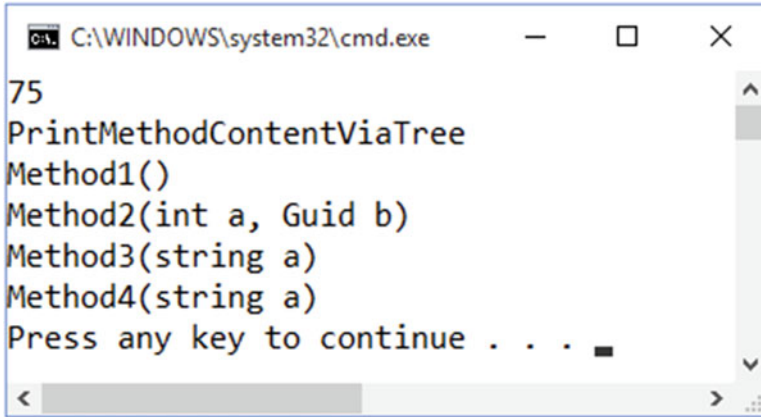 C:\WINDOWS\system32\cmd.exe
75
PrintMethodContentViaTree
Method1()
Method2(int a, Guid b)
Method3(string a)
Method4(string a)
Press any key to continue . . .